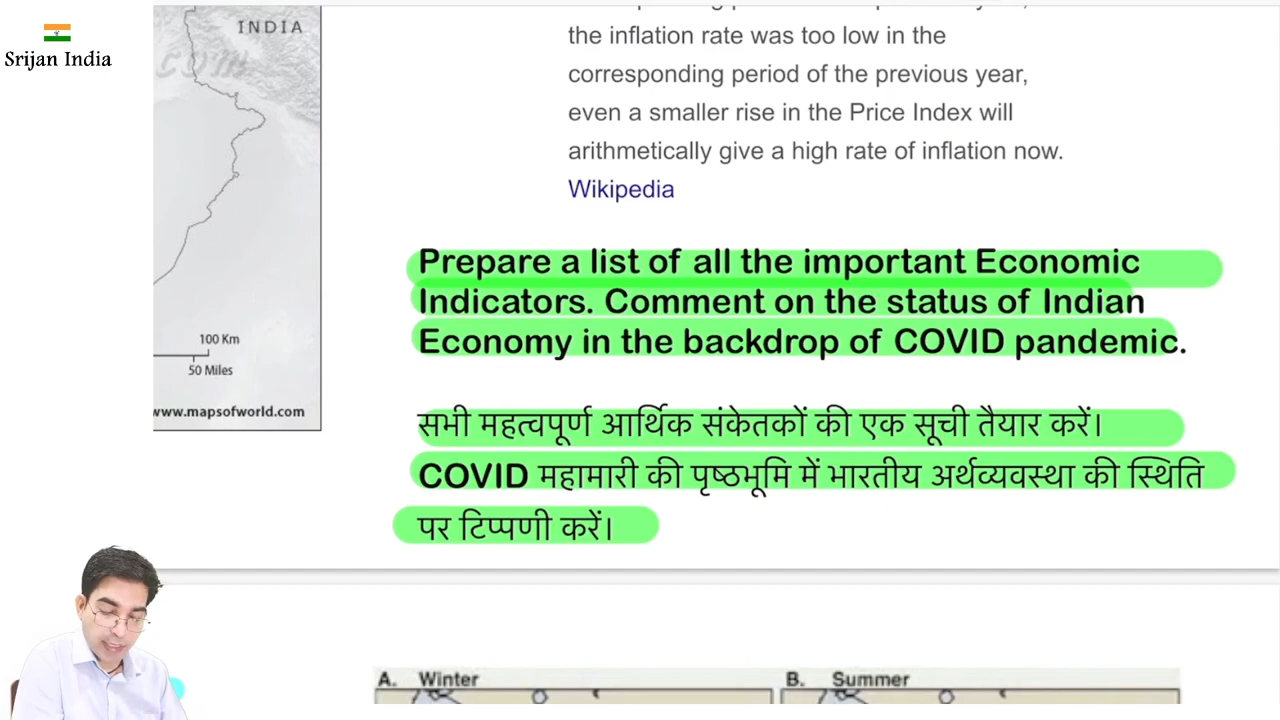 INDIA
Srijan India
the inflation rate was too low in the
corresponding period of the previous year,
even a smaller rise in the Price Index will
arithmetically give a high rate of inflation now.
Wikipedia
Prepare a list of all the important Economic
Indicators. Comment on the status of Indian
Economy in the backdrop of COVID pandemic.
100 Km
50 Miles
www.mapsofworld.com
सभी महत्वपूर्ण आर्थिक संकेतकों की एक सूची तैयार करें।
COVID महामारी की पृष्ठभूमि में भारतीय अर्थव्यवस्था की स्थिति
पर टिप्पणी करें।
A. Winter
B. Summer